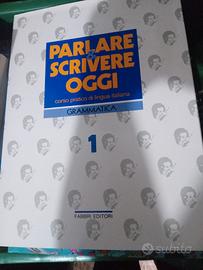 PARLARE
& SCRIVERE
OGGI
corso pratico di lingua italiana
GRAMMATICA
1
FABBRI EDITORI
subito